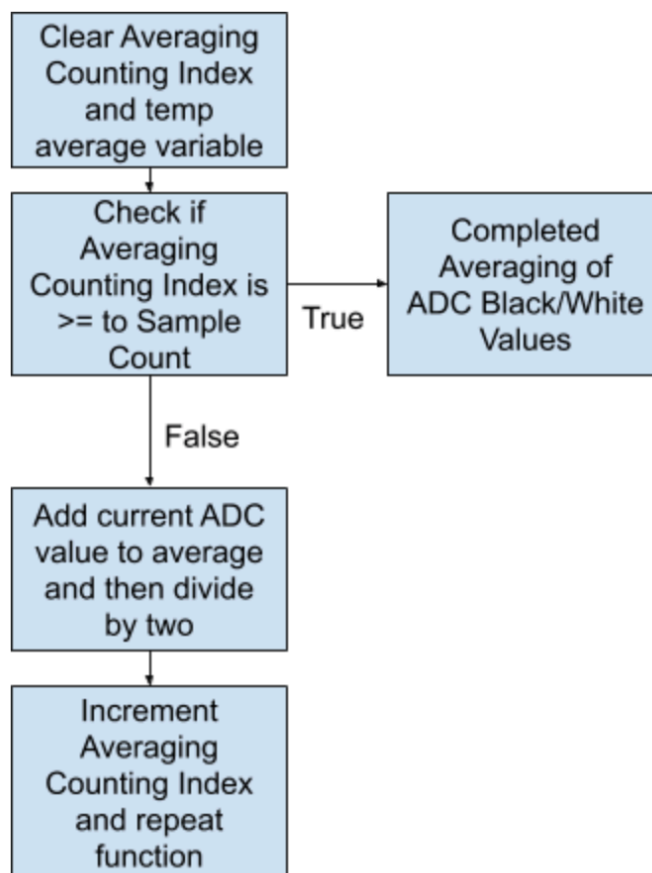 Clear Averaging
Counting Index
and temp
average variable
Check if
Averaging
Counting Index is
>= to Sample
Count
True
Completed
Averaging of
ADC Black/White
Values
False
Add current ADC
value to average
and then divide
by two
Increment
Averaging
Counting Index
and repeat
function